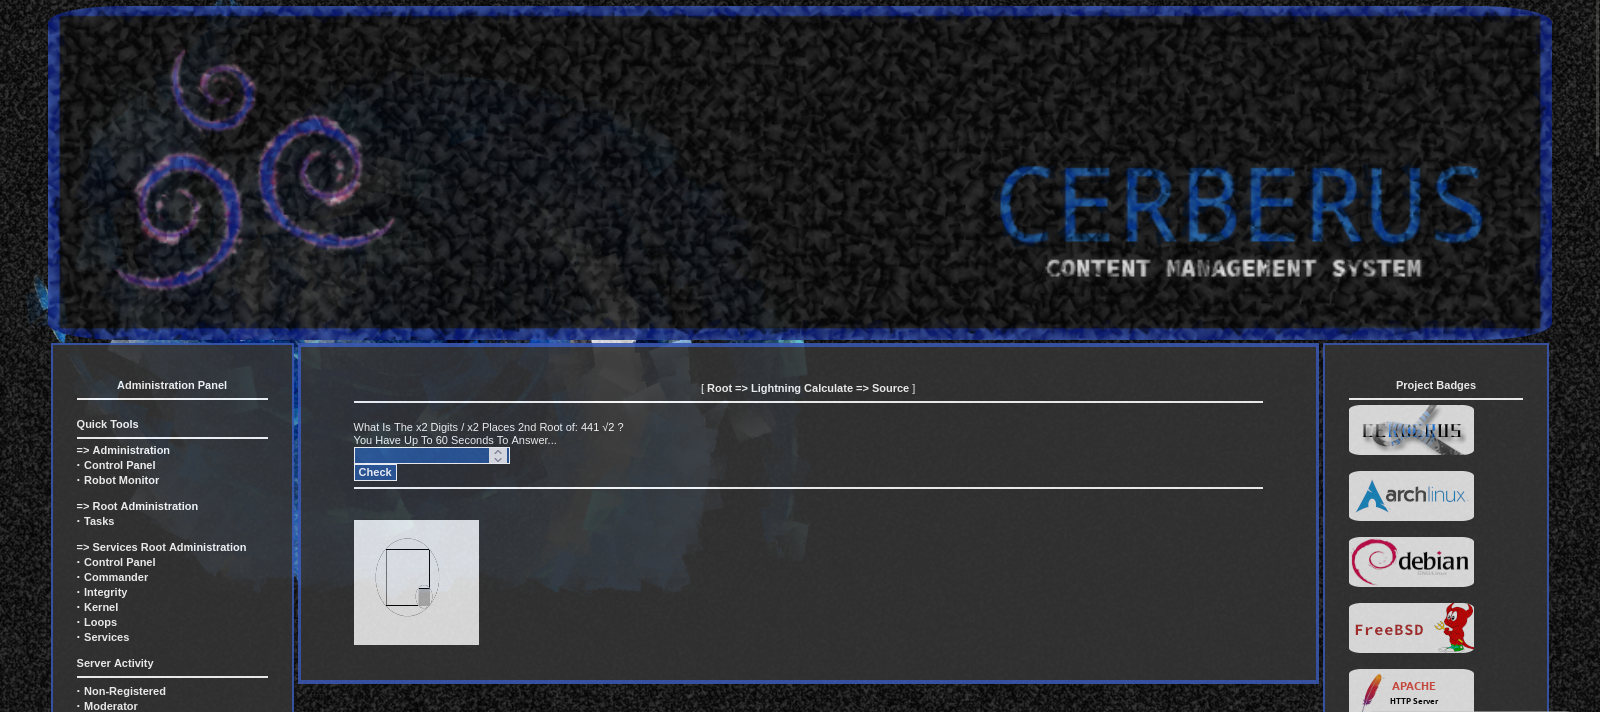 CERBERUS
CONTENT MANAGEMENT SYSTEM
Administration Panel
Quick Tools
=> Administration
· Control Panel
· Robot Monitor
=> Root Administration
· Tasks
=> Services Root Administration
· Control Panel
· Commander
· Integrity
· Kernel
· Loops
· Services
Server Activity
· Non-Registered
· Moderator
[ Root => Lightning Calculate => Source ]
What Is The x2 Digits / x2 Places 2nd Root of: 441 √2 ?
You Have Up To 60 Seconds To Answer...
Check
Project Badges
CERBERUS
archlinux
debian
FreeBSD
APACHE
HTTP Server